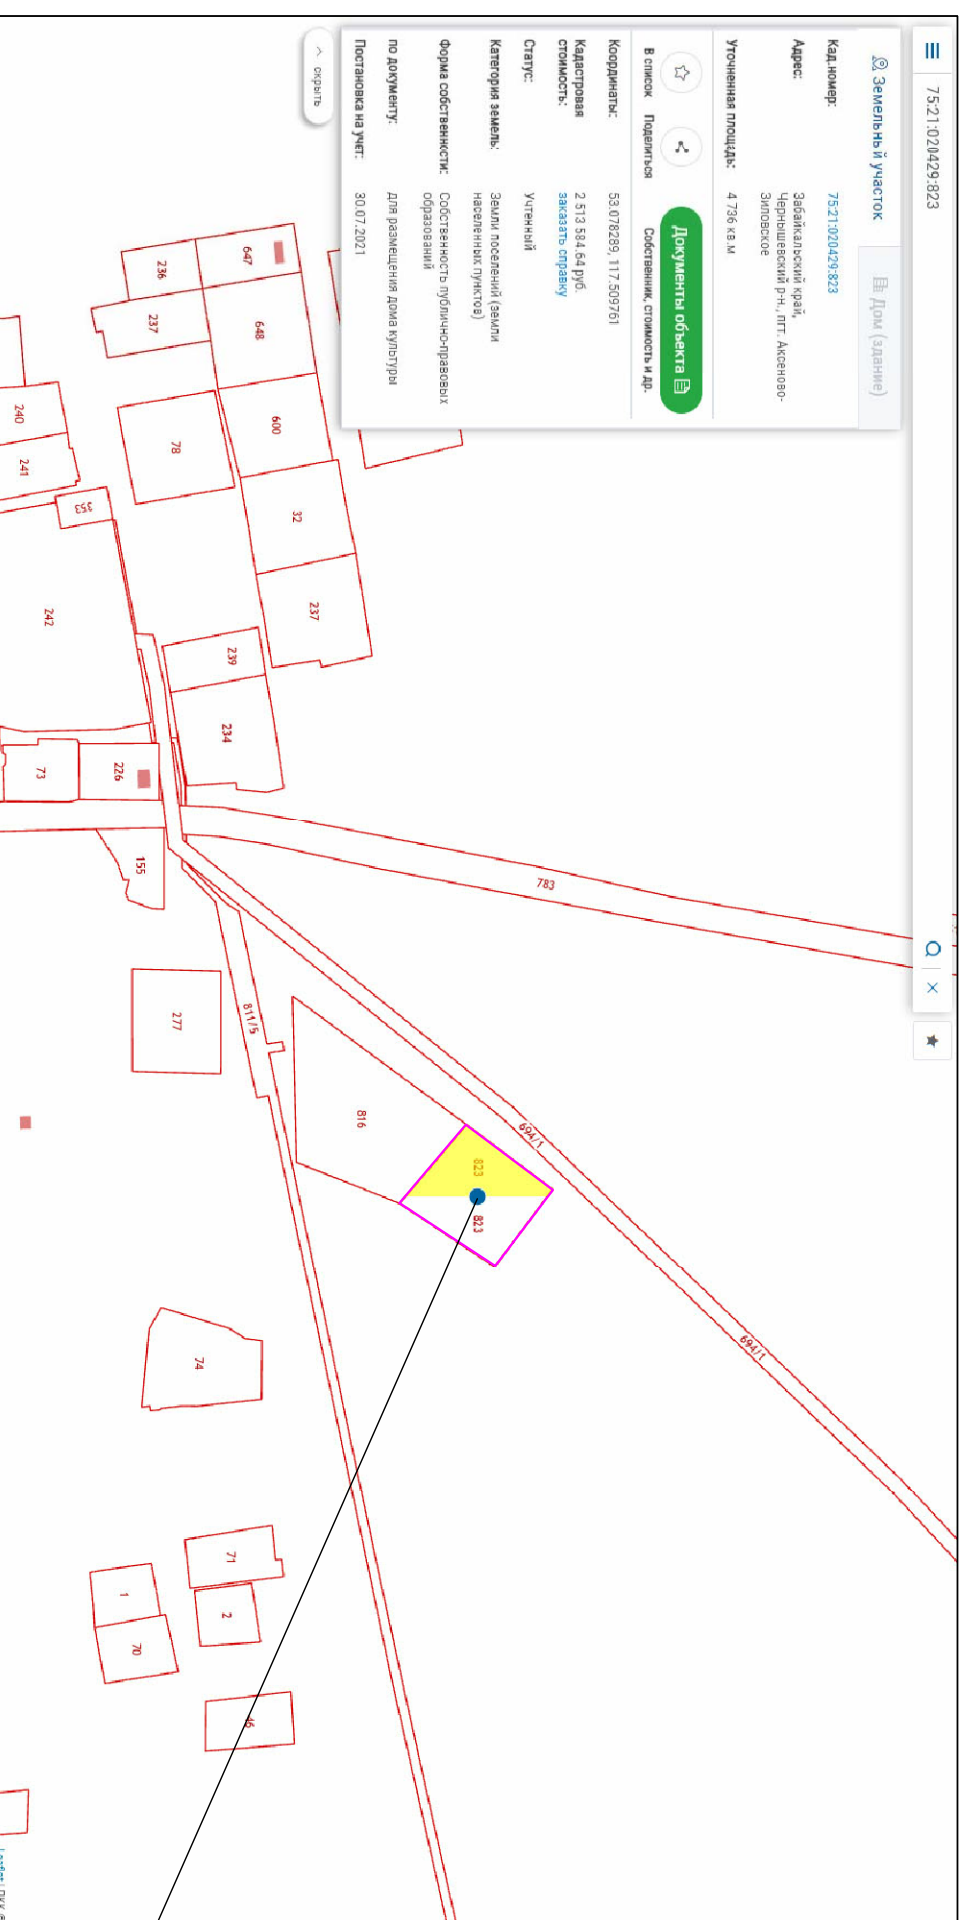 75:21:020429:823
Земельный участок
Дом (здание)
Кад.номер:
75:21:020429:823
Адрес:
Забайкальский край,
Чернышевский р-н., пгт. Аксеново-
Зиловское
Уточненная площадь:
4 736 кв.м
В список
Поделиться
Документы объекта
Собственник, стоимость и др.
Координаты:
53.078289, 117.509761
Кадастровая
стоимость:
2 513 584.64 руб.
заказать справку
Статус:
Учтенный
Категория земель:
Земли поселений (земли
населенных пунктов)
Форма собственности:
Собственность публично-правовых
образований
по документу:
для размещения дома культуры
Постановка на учет:
30.07.2021
скрыть
647
236
237
648
600
78
240
241
353
32
237
242
239
234
226
73
155
783
277
811/5
816
694/1
823
823
694/1
74
71
1
2
70
46
Leaflet | ПКК ©